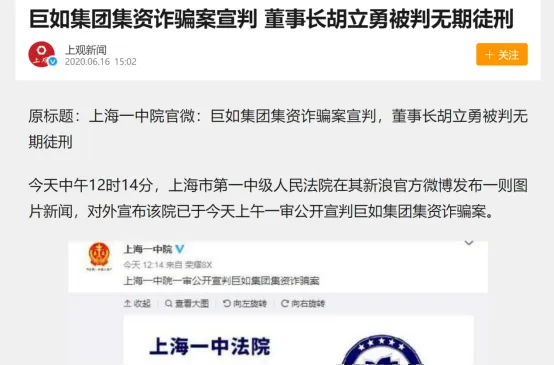 巨如集团集资诈骗案宣判 董事长胡立勇被判无期徒刑
上观新闻
2020.06.16 15:02
+ 关注
原标题：上海一中院官微：巨如集团集资诈骗案宣判，董事长胡立勇被判无
期徒刑
今天中午12时14分，上海市第一中级人民法院在其新浪官方微博发布一则图
片新闻，对外宣布该院已于今天上午一审公开宣判巨如集团集资诈骗案。
上海一中院
今天 12:14 来自 荣耀8X
上海一中院一审公开宣判巨如集团集资诈骗案
收起 查看大图 向左旋转 向右旋转
上海一中法院